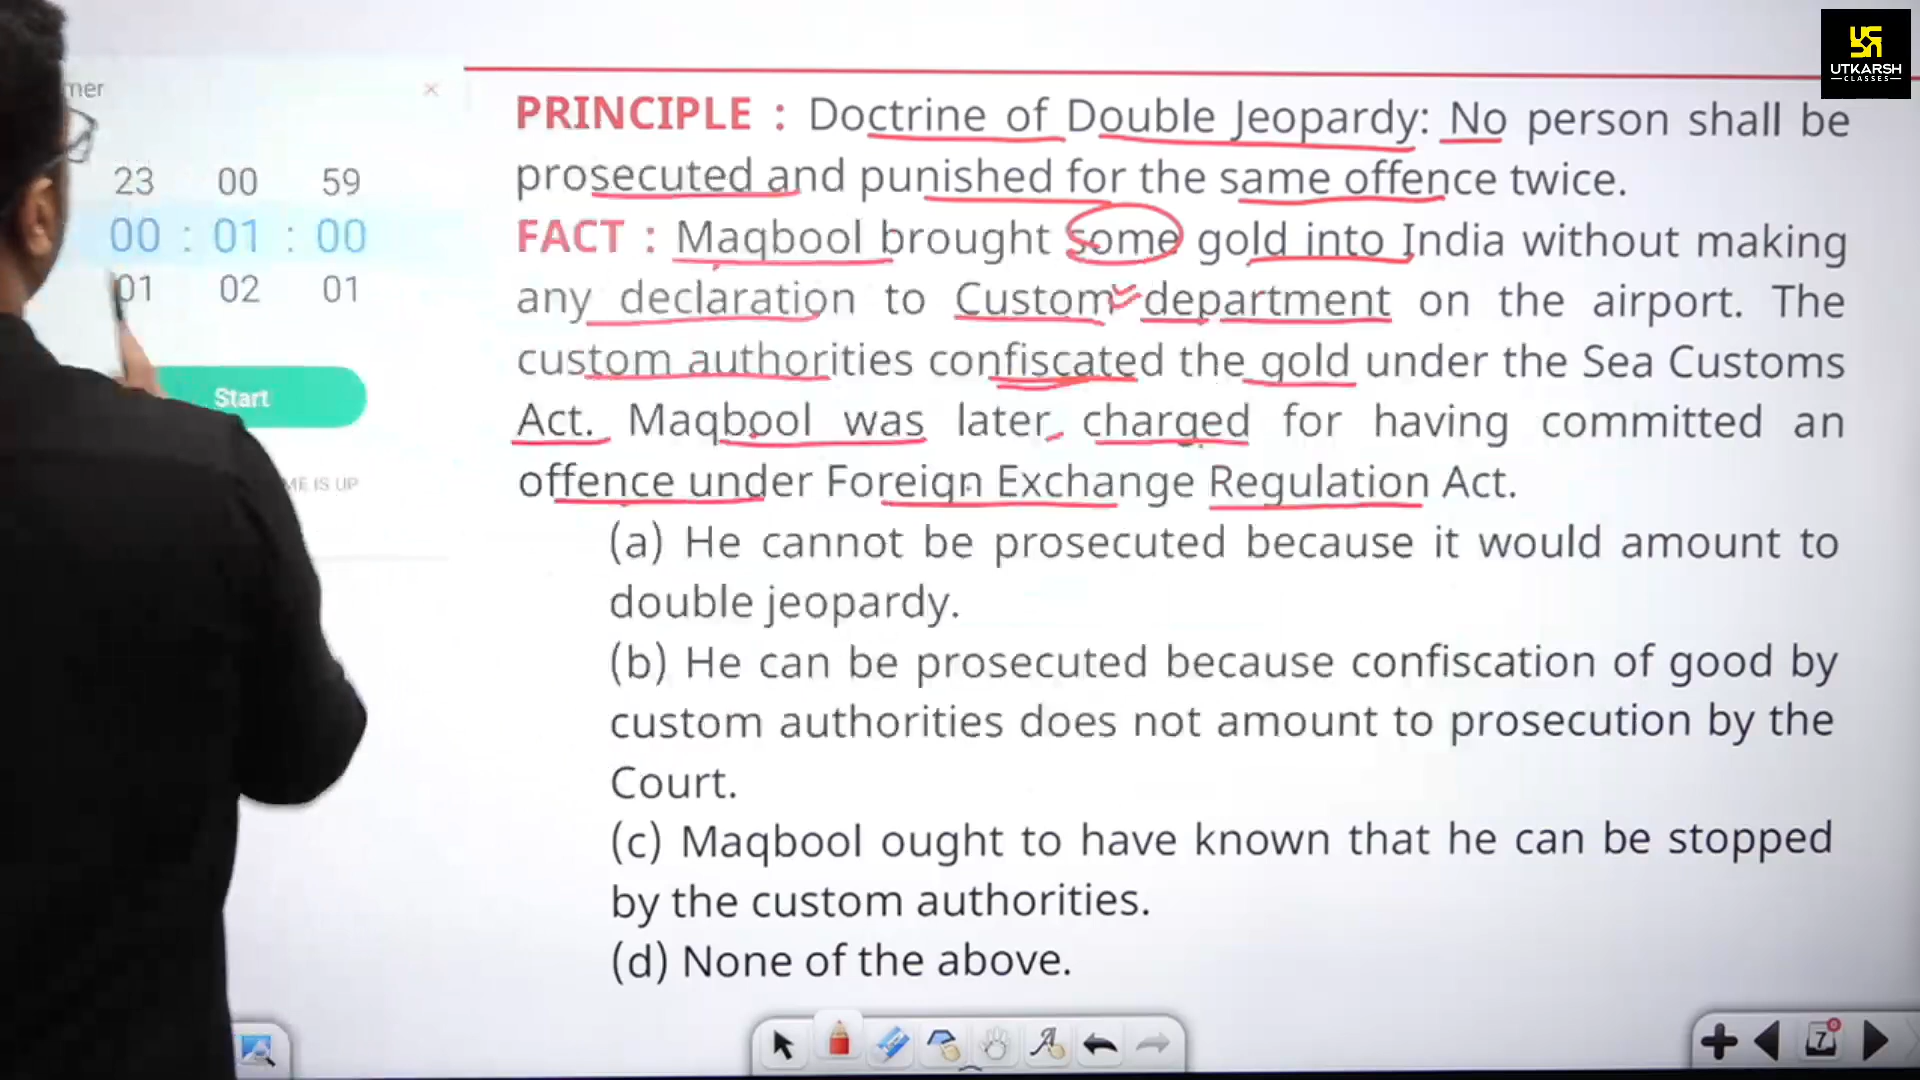 US
UTKARSH
CLASSES
mer
×
23 00 59
00 : 01 : 00
01 02 01
Start
ME IS UP
PRINCIPLE : Doctrine of Double Jeopardy: No person shall be
prosecuted and punished for the same offence twice.
FACT : Maqbool brought some gold into India without making
any declaration to Custom department on the airport. The
custom authorities confiscated the gold under the Sea Customs
Act. Maqbool was later charged for having committed an
offence under Foreign Exchange Regulation Act.
(a) He cannot be prosecuted because it would amount to
double jeopardy.
(b) He can be prosecuted because confiscation of good by
custom authorities does not amount to prosecution by the
Court.
(c) Maqbool ought to have known that he can be stopped
by the custom authorities.
(d) None of the above.
7